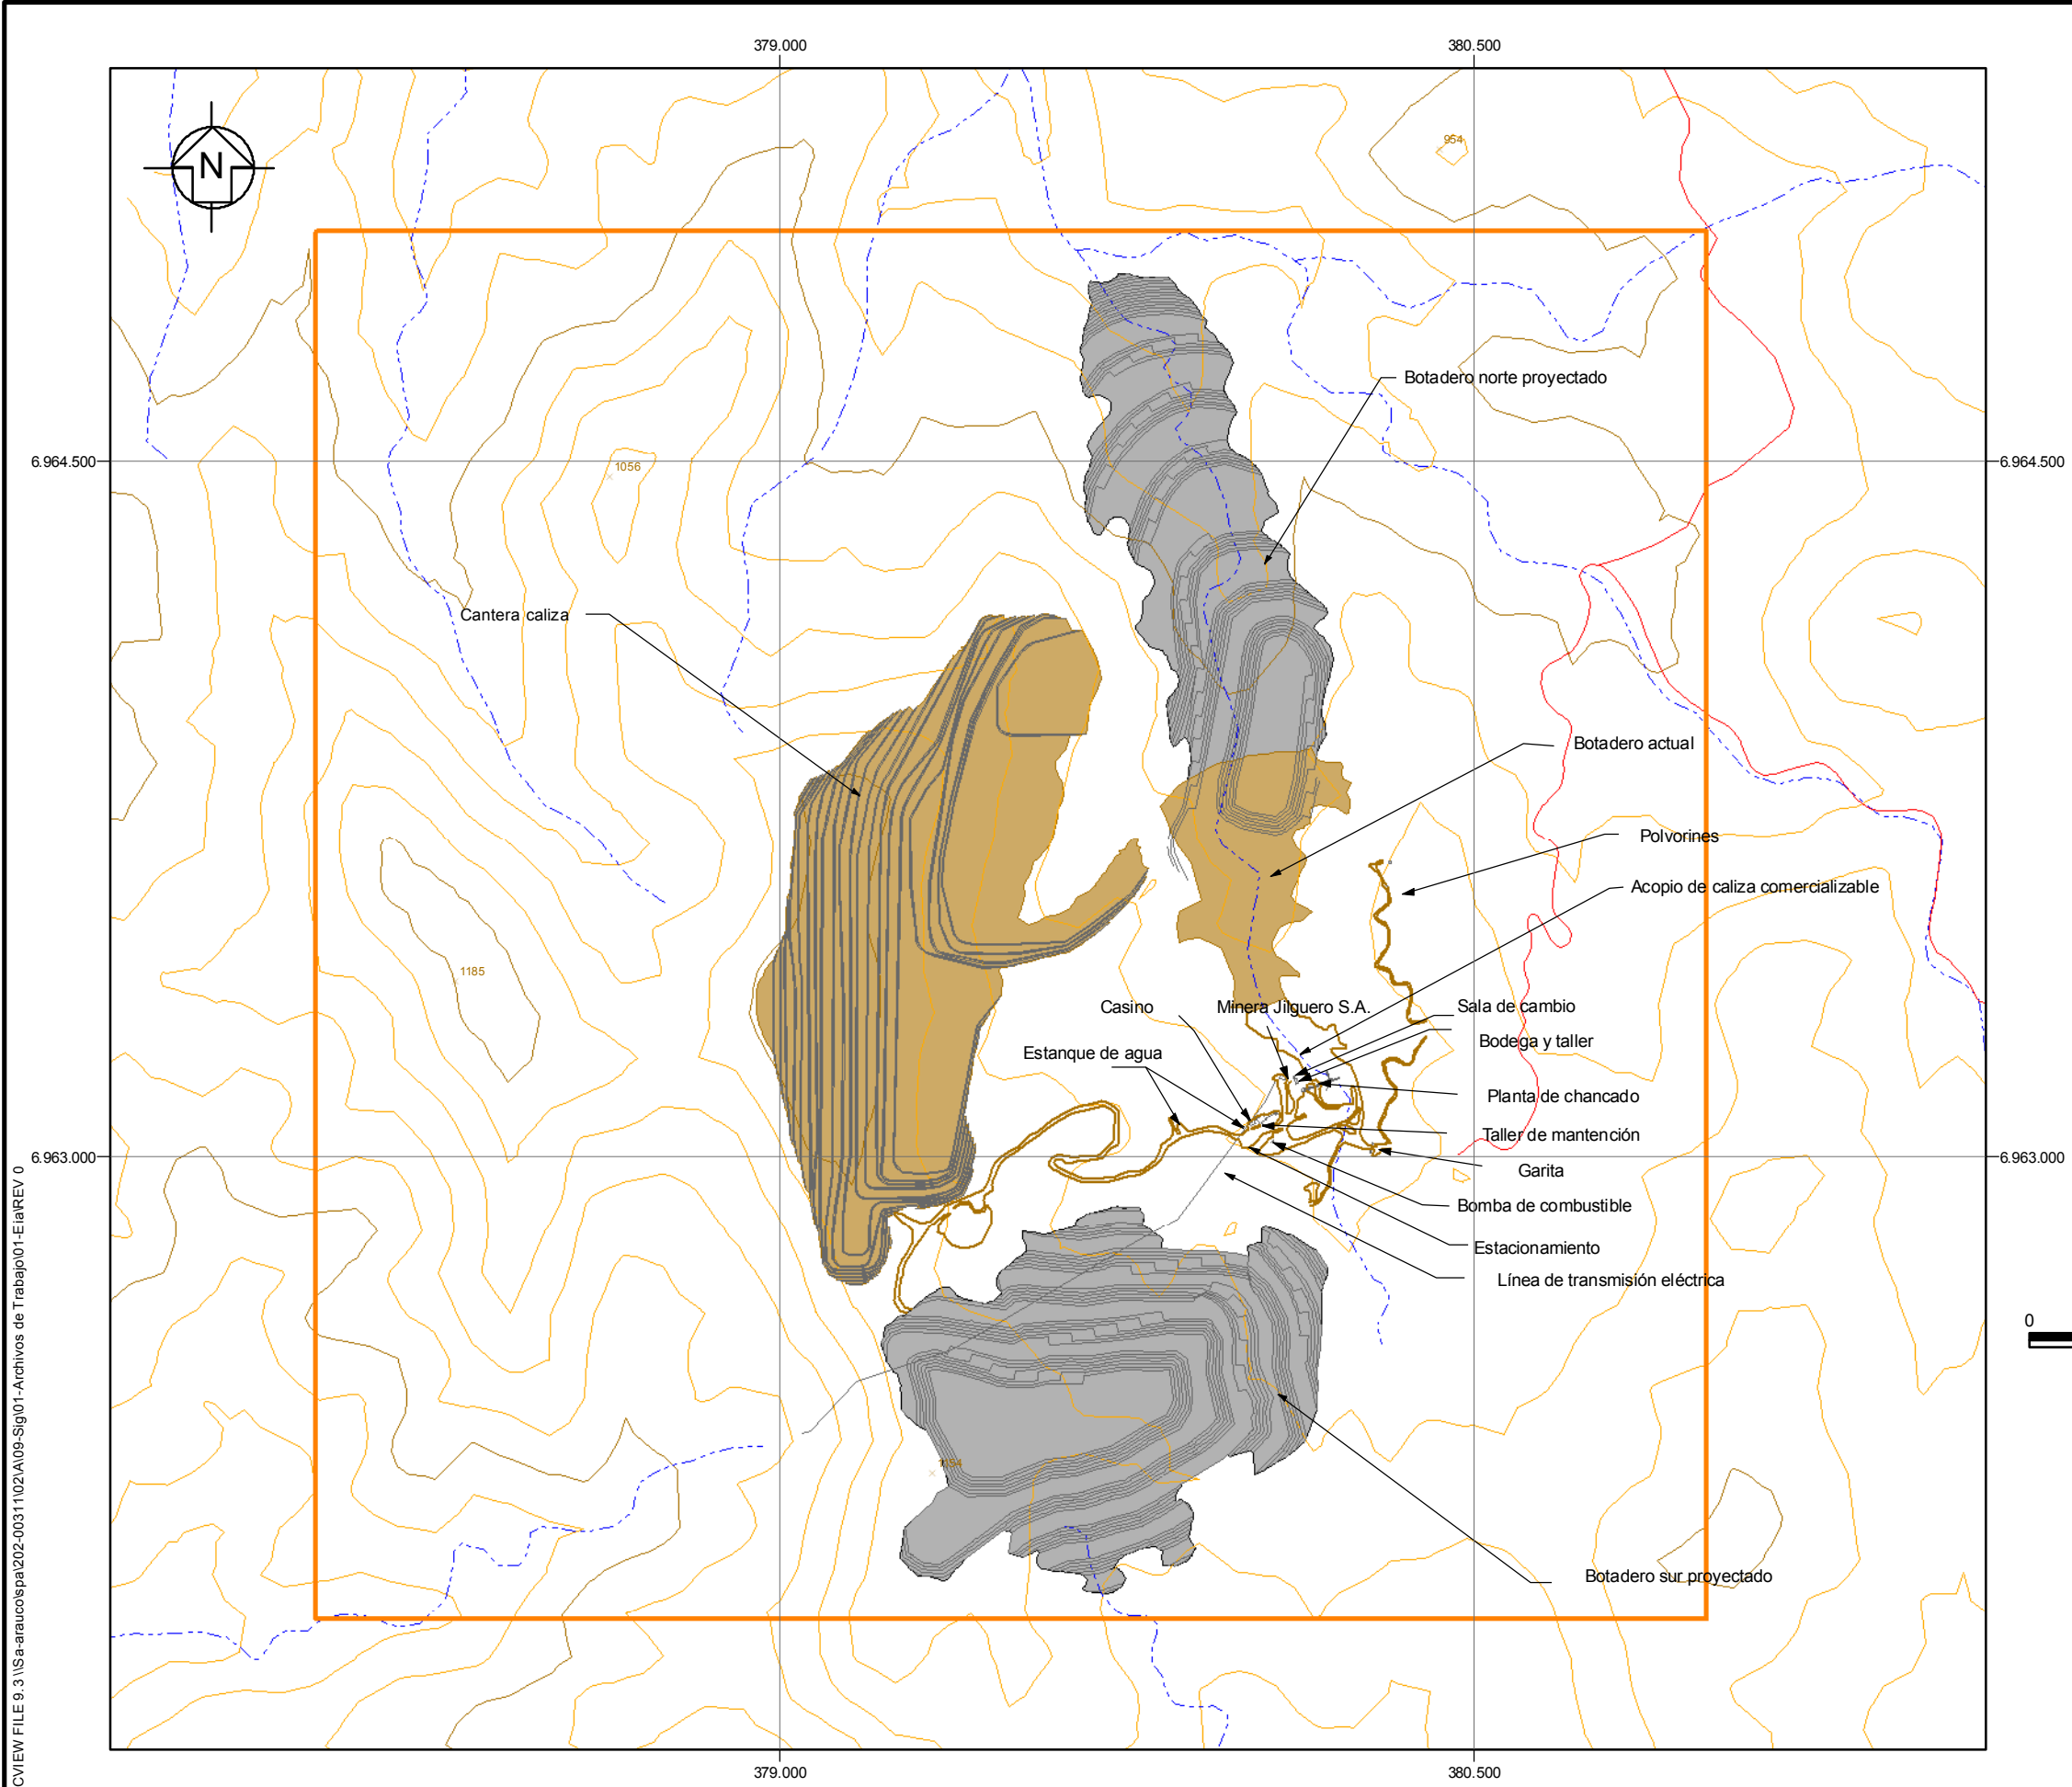 379.000
380.500
954
N
Botadero norte proyectado
6.964.500
6.964.500
1056
Cantera caliza
Botadero actual
Polvorines
Acopio de caliza comercializable
1185
Casino
Minera Jilguero S.A.
Sala de cambio
Bodega y taller
Estanque de agua
Planta de chancado
Taller de mantención
6.963.000
6.963.000
Garita
Bomba de combustible
Estacionamiento
Línea de transmisión eléctrica
0
1154
Botadero sur proyectado
379.000
380.500
CVIEW FILE 9.3 \\Sa-arauco\spa\202-00311\02\A\09-Sig\01-Archivos de Trabajo\01-Eia\REV 0